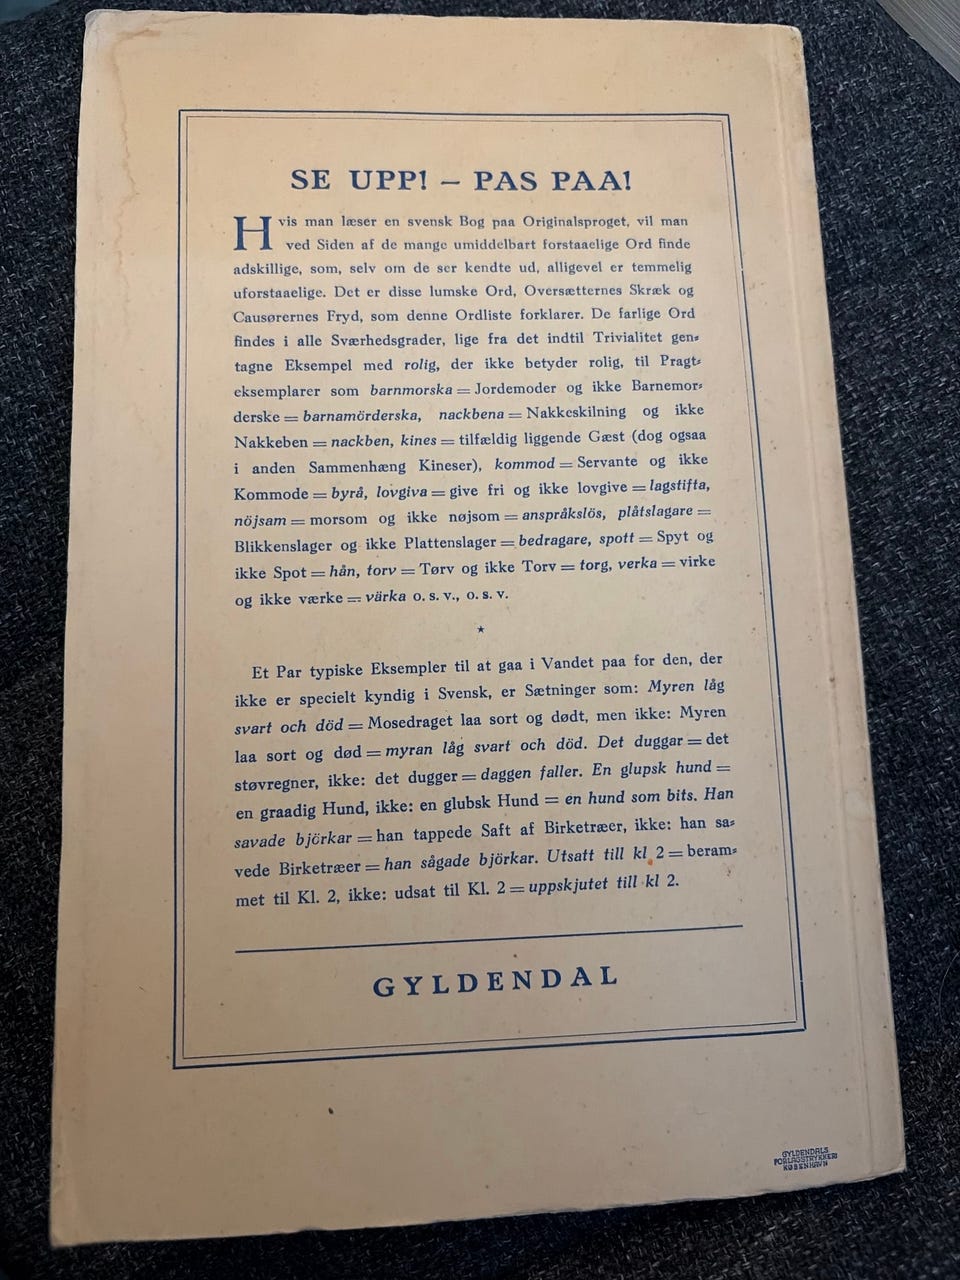 SE UPP! – PAS PAA!
Hvis man læser en svensk Bog paa Originalsproget, vil man
ved Siden af de mange umiddelbart forstaaelige Ord finde
adskillige, som, selv om de ser kendte ud, alligevel er temmelig
uforstaaelige. Det er disse lumske Ord, Oversætternes Skræk og
Causørernes Fryd, som denne Ordliste forklarer. De farlige Ord
findes i alle Sværhedsgrader, lige fra det indtil Trivialitet gen-
tagne Eksempel med rolig, der ikke betyder rolig, til Pragt-
eksemplarer som barnmorska = Jordemoder og ikke Barnemor-
derske = barnamörderska, nackbena = Nakkeskilning og ikke
Nakkeben = nackben, kines = tilfældig liggende Gæst (dog ogsaa
i anden Sammenhæng Kineser), kommod = Servante og ikke
Kommode = byrå, lovgiva = give fri og ikke lovgive = lagstifta,
nöjsam = morsom og ikke nøjsom = anspråkslös, plåtslagare =
Blikkenslager og ikke Plattenslager = bedragare, spott = Spyt og
ikke Spot = hån, torv = Tørv og ikke Torv = torg, verka = virke
og ikke værke = värka o. s. v., o. s. v.
★
Et Par typiske Eksempler til at gaa i Vandet paa for den, der
ikke er specielt kyndig i Svensk, er Sætninger som: Myren låg
svart och död = Mosedraget laa sort og dødt, men ikke: Myren
laa sort og død = myran låg svart och död. Det duggar = det
støvregner, ikke: det dugger = daggen faller. En glupsk hund =
en graadig Hund, ikke: en glubsk Hund = en hund som bits. Han
savade björkar = han tappede Saft af Birketræer, ikke: han sa-
vede Birketræer = han sågade björkar. Utsatt till kl 2 = beram-
met til Kl. 2, ikke: udsat til Kl. 2 = uppskjutet till kl 2.
GYLDENDAL
GYLDENDALS
FORLAGSTRYKKERI
KØBENHAVN